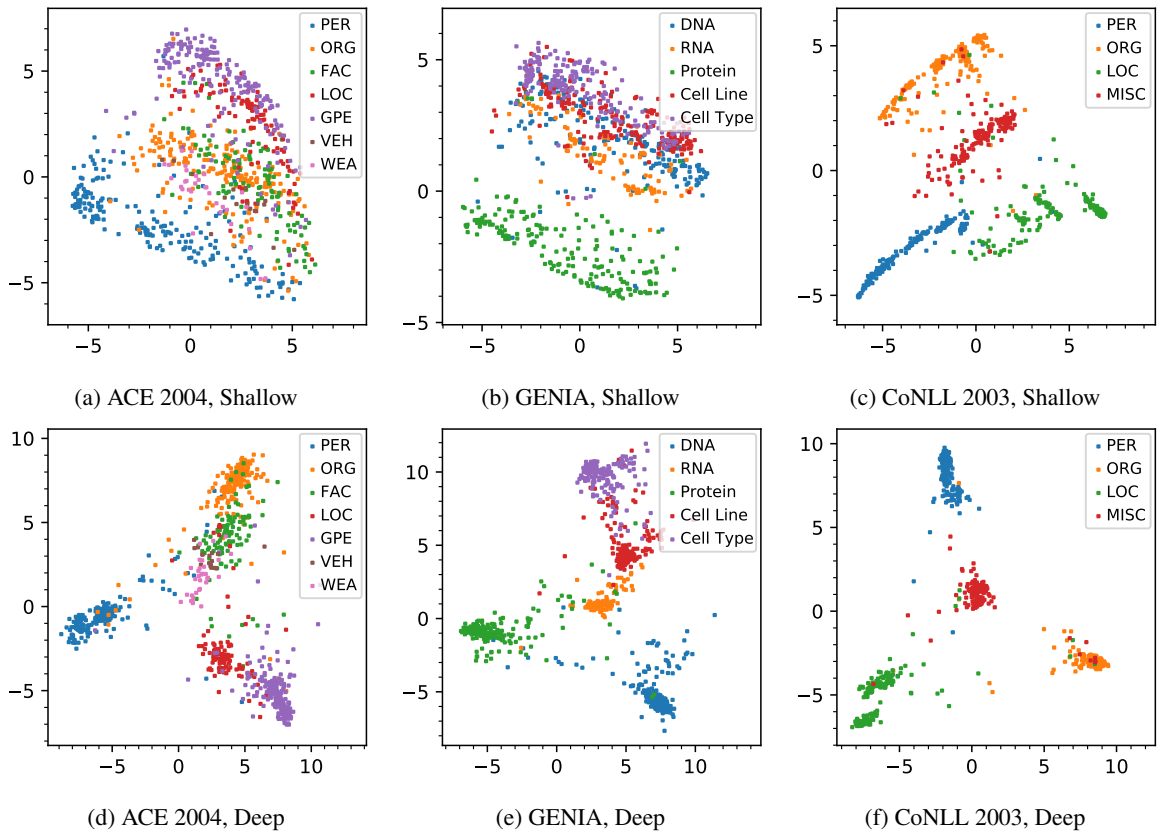 PER
ORG
FAC
LOC
GPE
VEH
WEA
5
0
−5
−5 0 5
(a) ACE 2004, Shallow
DNA
RNA
Protein
Cell Line
Cell Type
5
0
−5
−5 0 5
(b) GENIA, Shallow
PER
ORG
LOC
MISC
5
0
−5
−5 0 5
(c) CoNLL 2003, Shallow
PER
ORG
FAC
LOC
GPE
VEH
WEA
10
5
0
−5
−5 0 5 10
(d) ACE 2004, Deep
DNA
RNA
Protein
Cell Line
Cell Type
10
5
0
−5
−5 0 5 10
(e) GENIA, Deep
PER
ORG
LOC
MISC
10
5
0
−5
−5 0 5 10
(f) CoNLL 2003, Deep